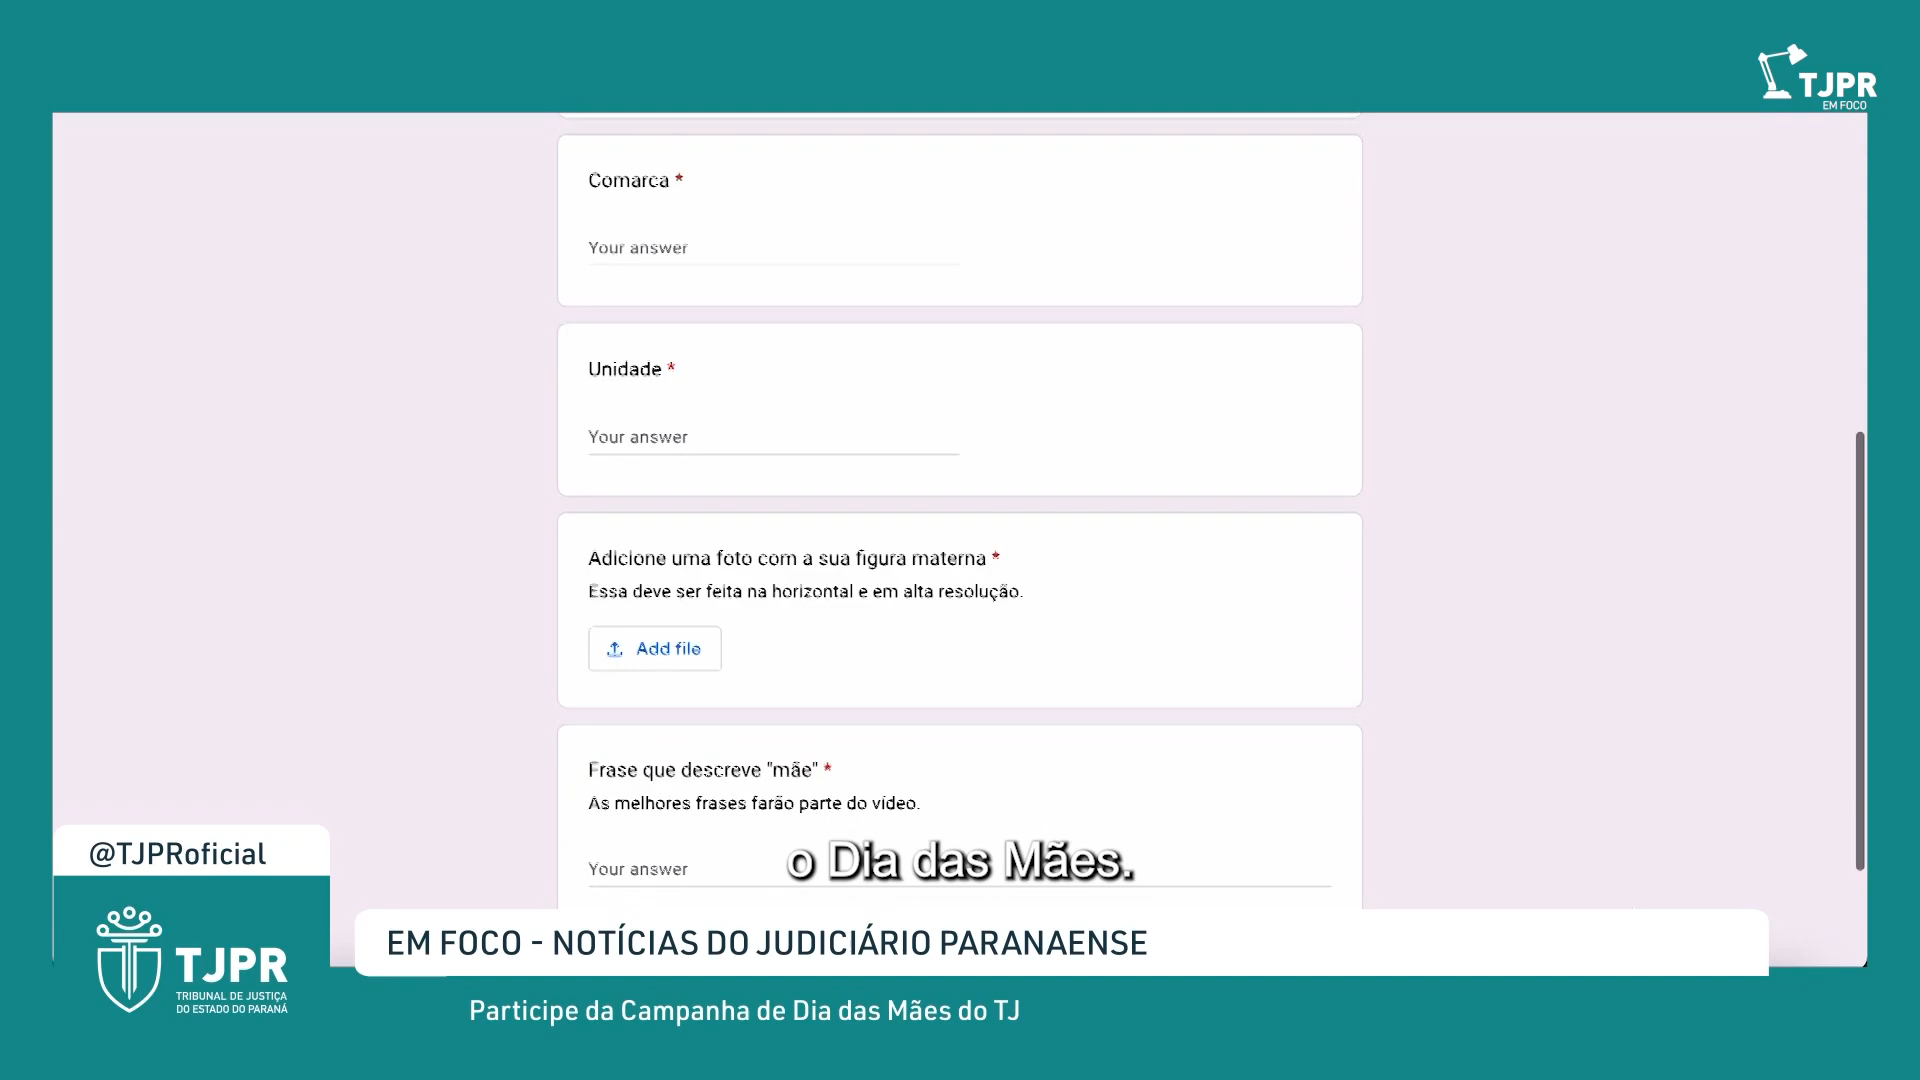 TJPR
EM FOCO
Comarca *
Your answer
Unidade *
Your answer
Adicione uma foto com a sua figura materna *
Essa deve ser feita na horizontal e em alta resolução.
Add file
Frase que descreve "mãe" *
As melhores frases farão parte do vídeo.
Your answer
o Dia das Mães.
@TJPRoficial
TJPR
TRIBUNAL DE JUSTIÇA
DO ESTADO DO PARANÁ
EM FOCO - NOTÍCIAS DO JUDICIÁRIO PARANAENSE
Participe da Campanha de Dia das Mães do TJ